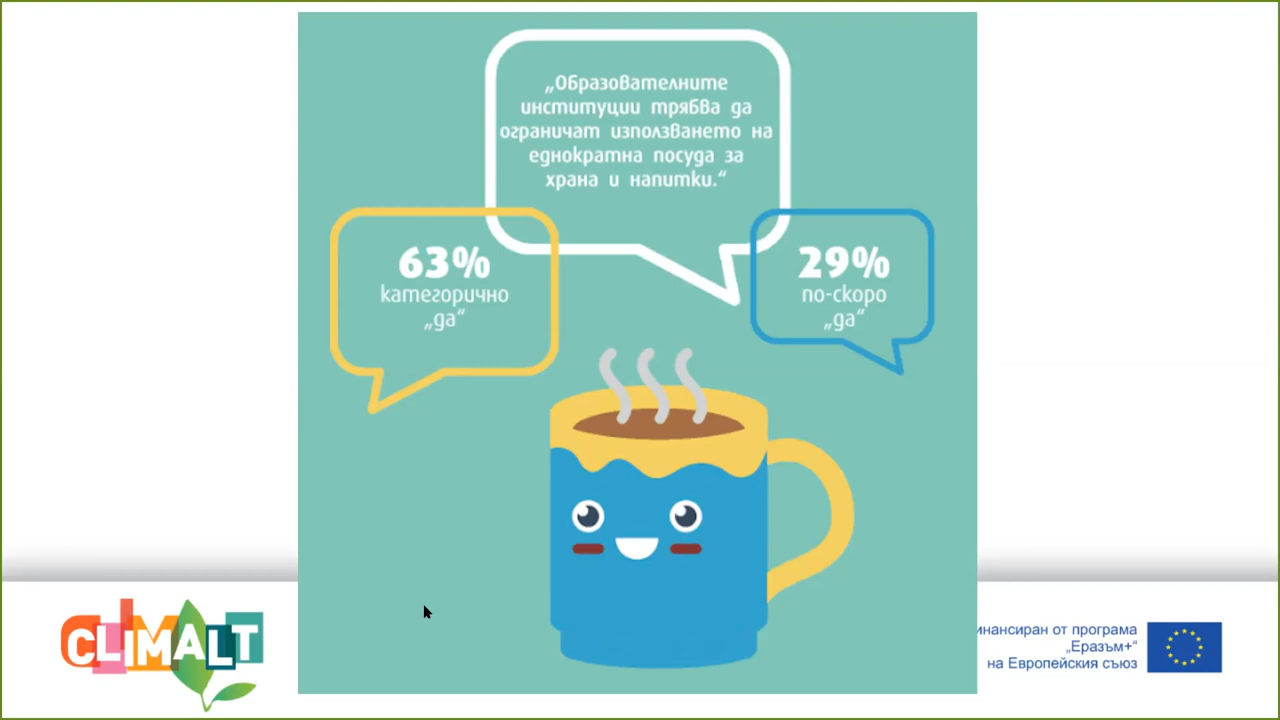 „Образователните
институции трябва да
ограничат използването на
еднократна посуда за
храна и напитки.“
63%
категорично
„да“
29%
по-скоро
„да“
CLIMALT
от програма
„Еразъм+“
на Европейския съюз